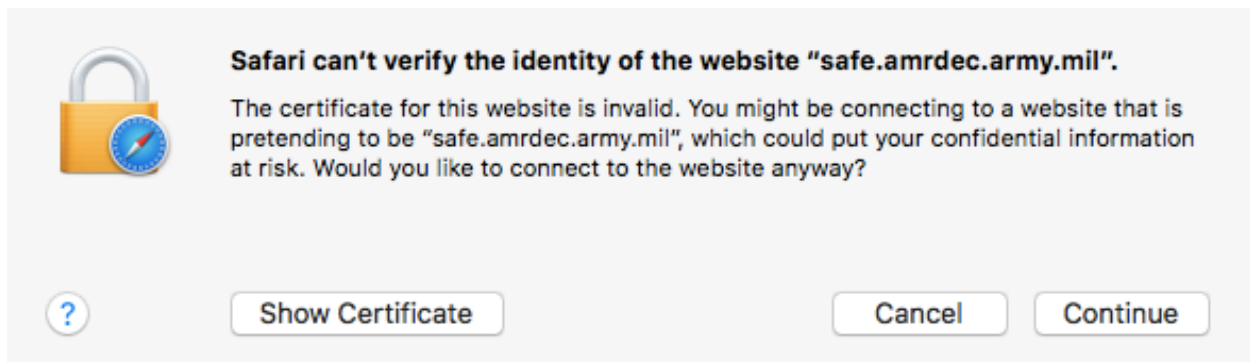 Safari can't verify the identity of the website “safe.amrdec.army.mil”.
The certificate for this website is invalid. You might be connecting to a website that is
pretending to be “safe.amrdec.army.mil”, which could put your confidential information
at risk. Would you like to connect to the website anyway?
?
Show Certificate
Cancel
Continue